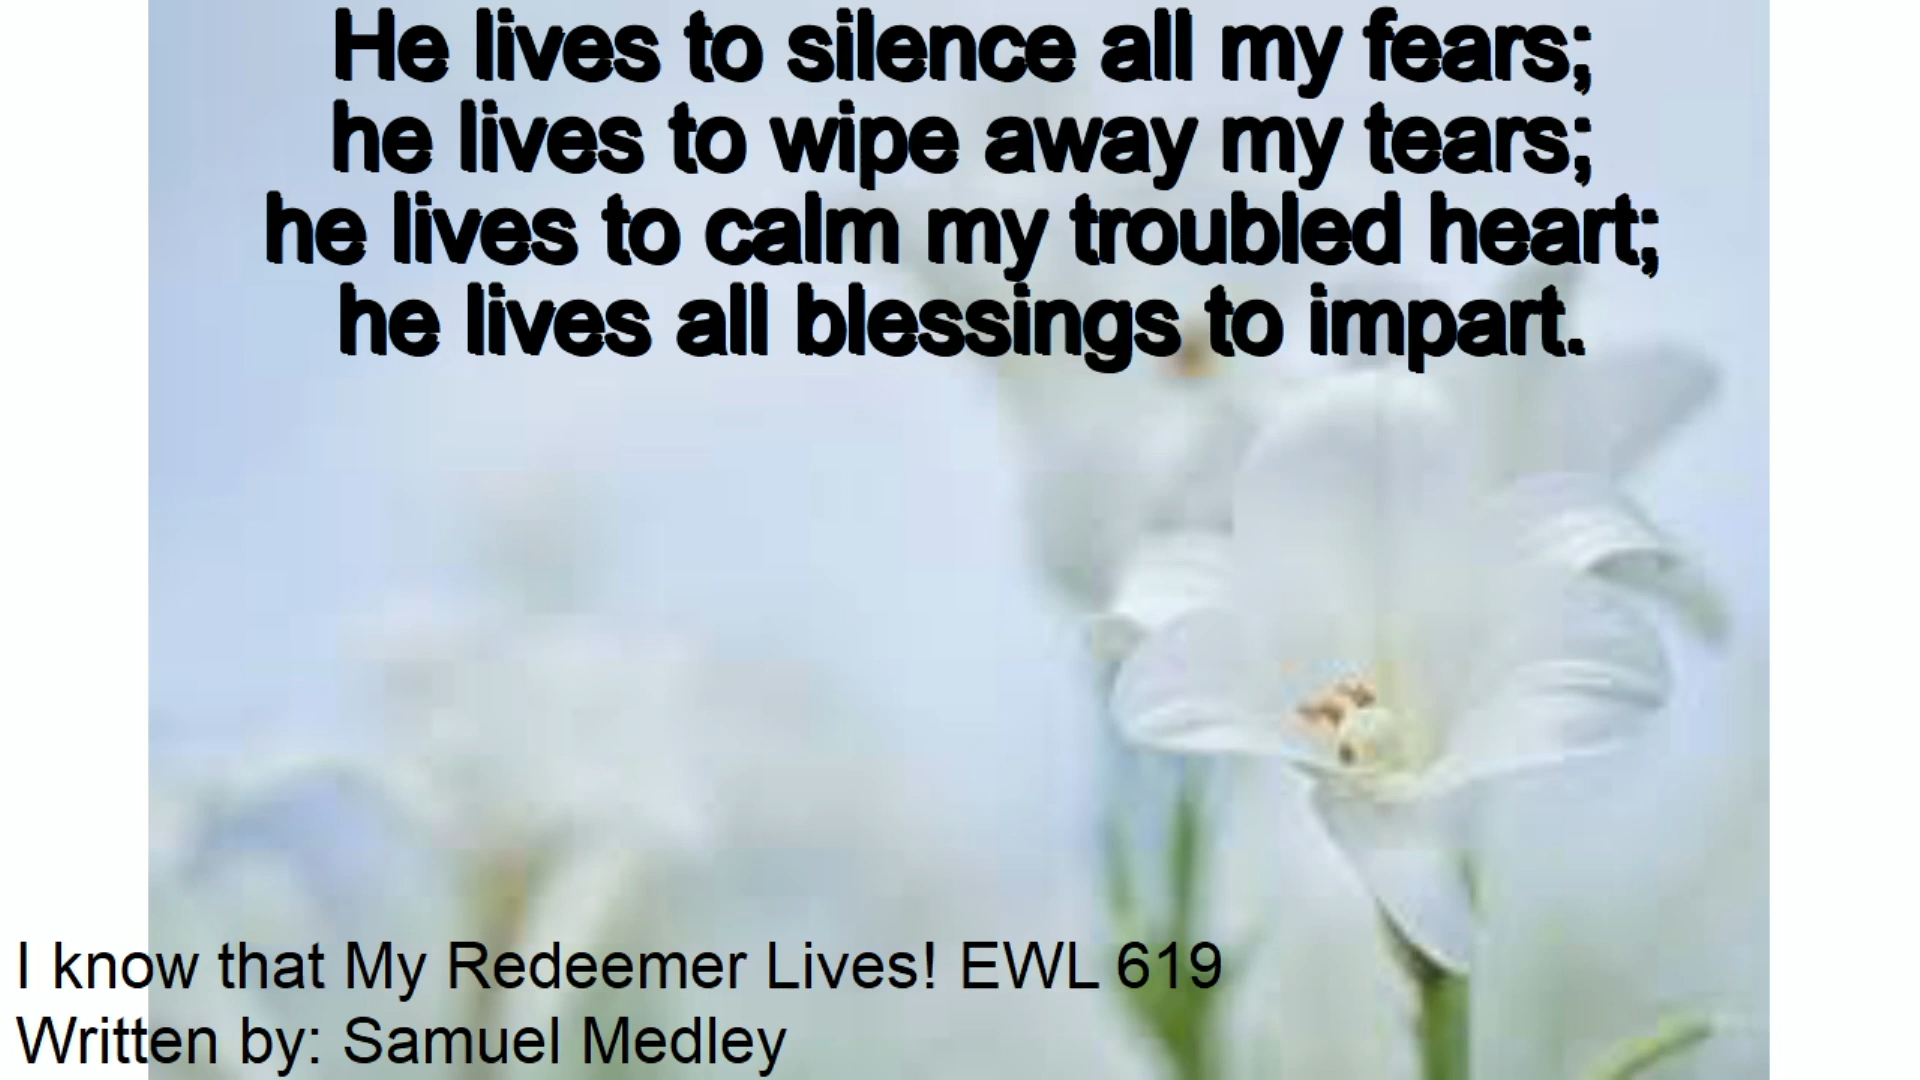 He lives to silence all my fears;
he lives to wipe away my tears;
he lives to calm my troubled heart;
he lives all blessings to impart.
I know that My Redeemer Lives! EWL 619
Written by: Samuel Medley